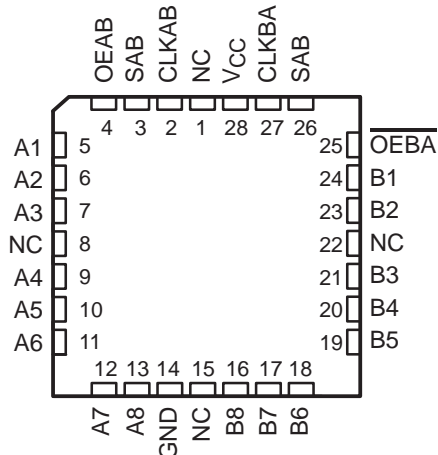 OEAB SAB CLKAB NC VCC CLKBA SAB
4 3 2 1 28 27 26
A1 5 25 OEBA
A2 6 24 B1
A3 7 23 B2
NC 8 22 NC
A4 9 21 B3
A5 10 20 B4
A6 11 19 B5
12 13 14 15 16 17 18
A7 A8 GND NC B8 B7 B6